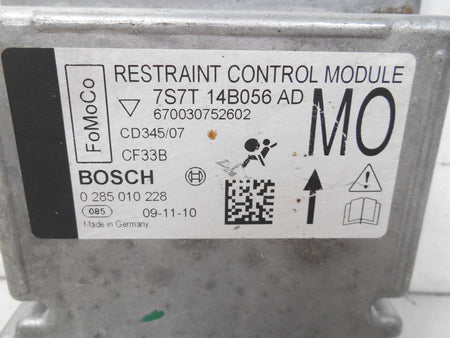 FoMoCo
RESTRAINT CONTROL MODULE
7S7T 14B056 AD
670030752602
MO
CD345/07
CF33B
BOSCH
0 285 010 228
085
09-11-10
Made in Germany